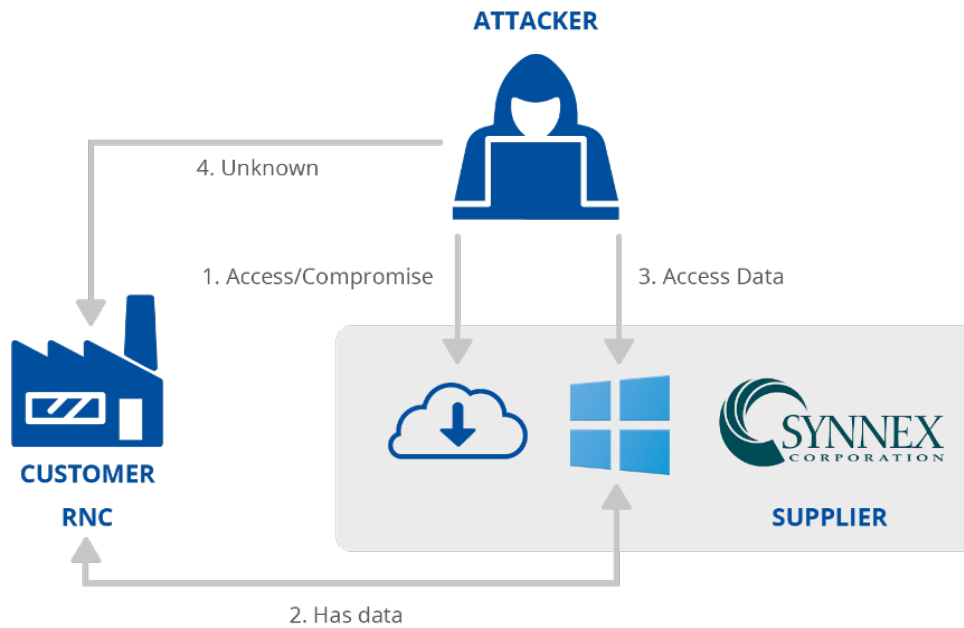 ATTACKER
4. Unknown
1. Access/Compromise
3. Access Data
SYNNEX
CORPORATION
CUSTOMER
RNC
SUPPLIER
2. Has data